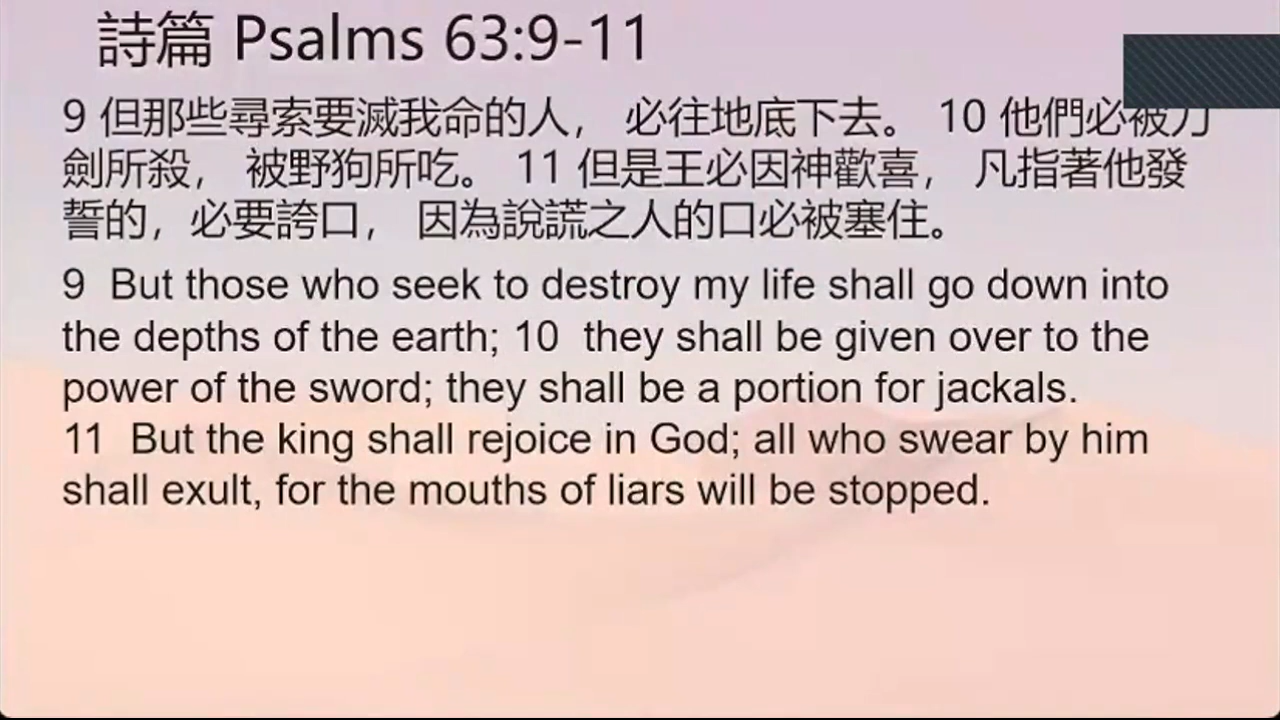 詩篇 Psalms 63:9-11
9 但那些尋索要滅我命的人， 必往地底下去。 10 他們必被刀
劍所殺， 被野狗所吃。 11 但是王必因神歡喜， 凡指著他發
誓的，必要誇口， 因為說謊之人的口必被塞住。
9  But those who seek to destroy my life shall go down into
the depths of the earth; 10  they shall be given over to the
power of the sword; they shall be a portion for jackals.
11  But the king shall rejoice in God; all who swear by him
shall exult, for the mouths of liars will be stopped.